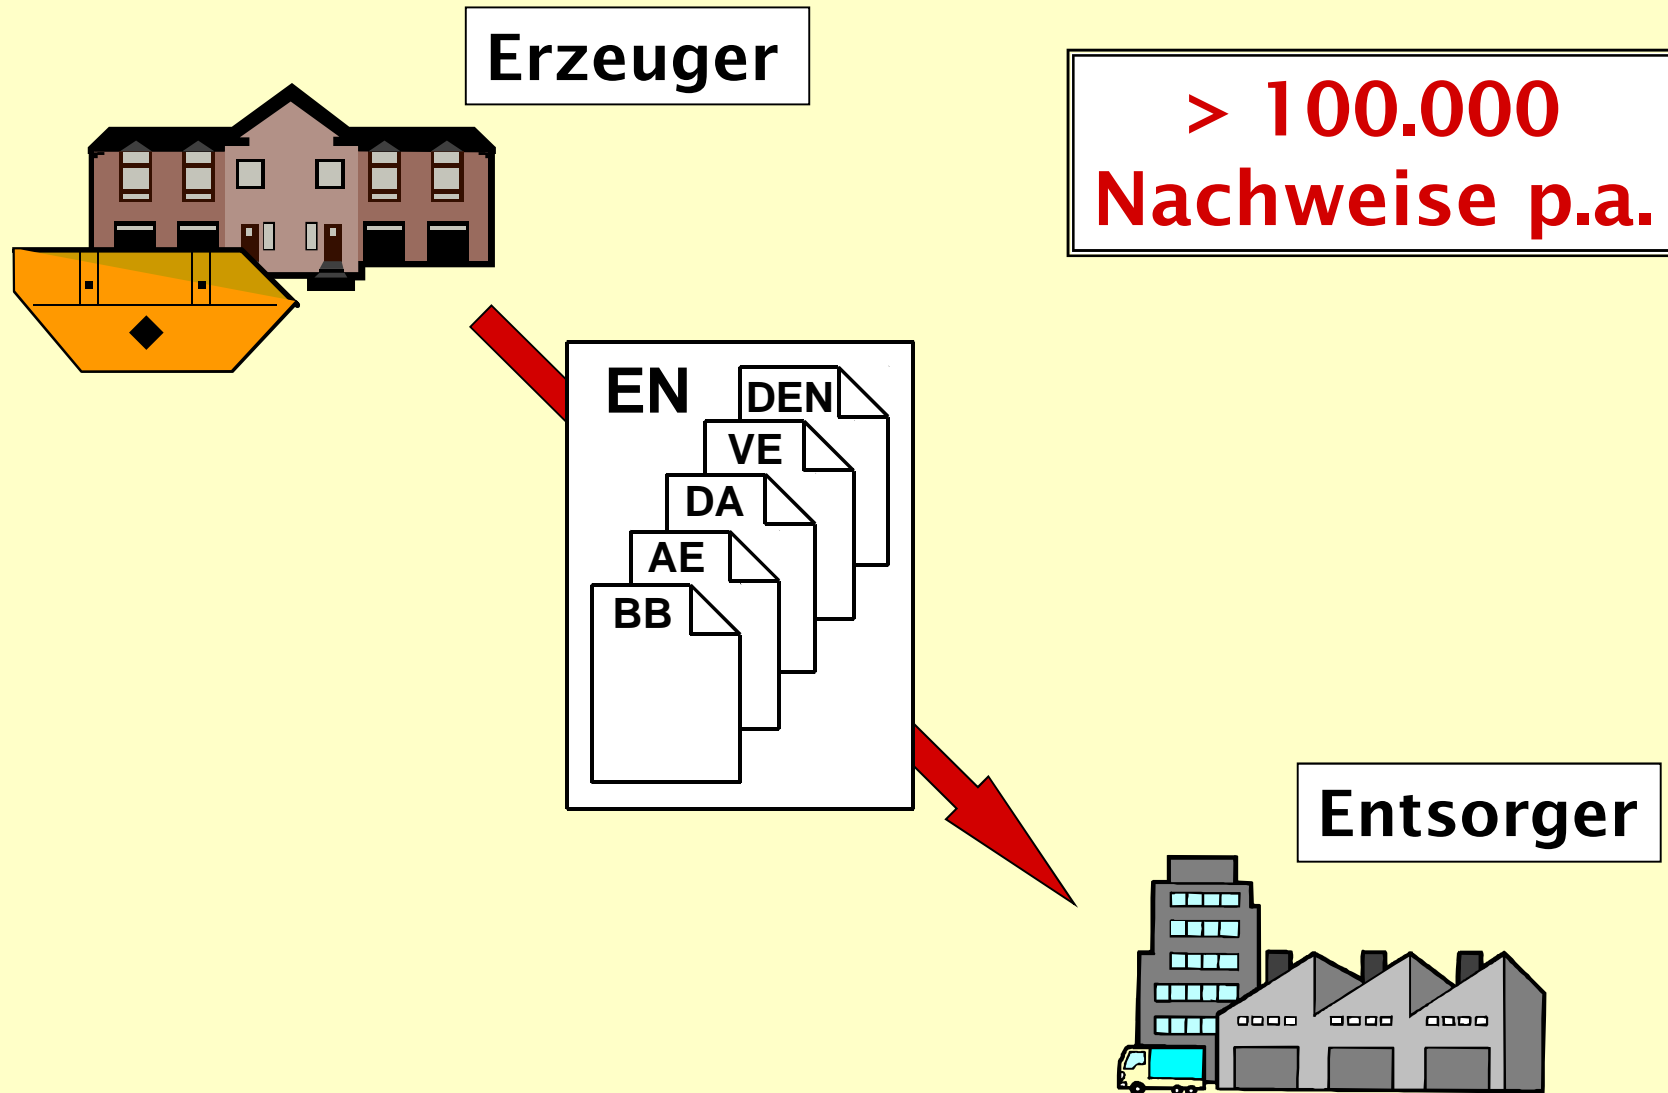 Erzeuger
> 100.000
Nachweise p.a.
EN
DEN
VE
DA
AE
BB
Entsorger